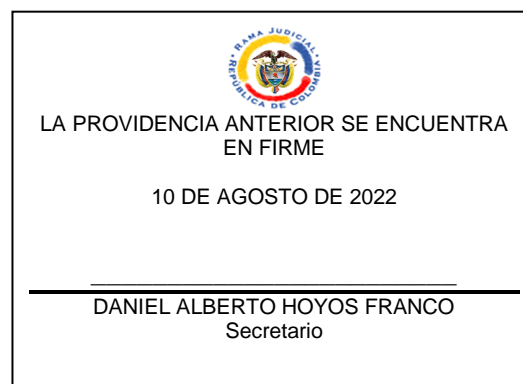 RAMA JUDICIAL
REPÚBLICA DE COLOMBIA
LA PROVIDENCIA ANTERIOR SE ENCUENTRA
EN FIRME
10 DE AGOSTO DE 2022
DANIEL ALBERTO HOYOS FRANCO
Secretario